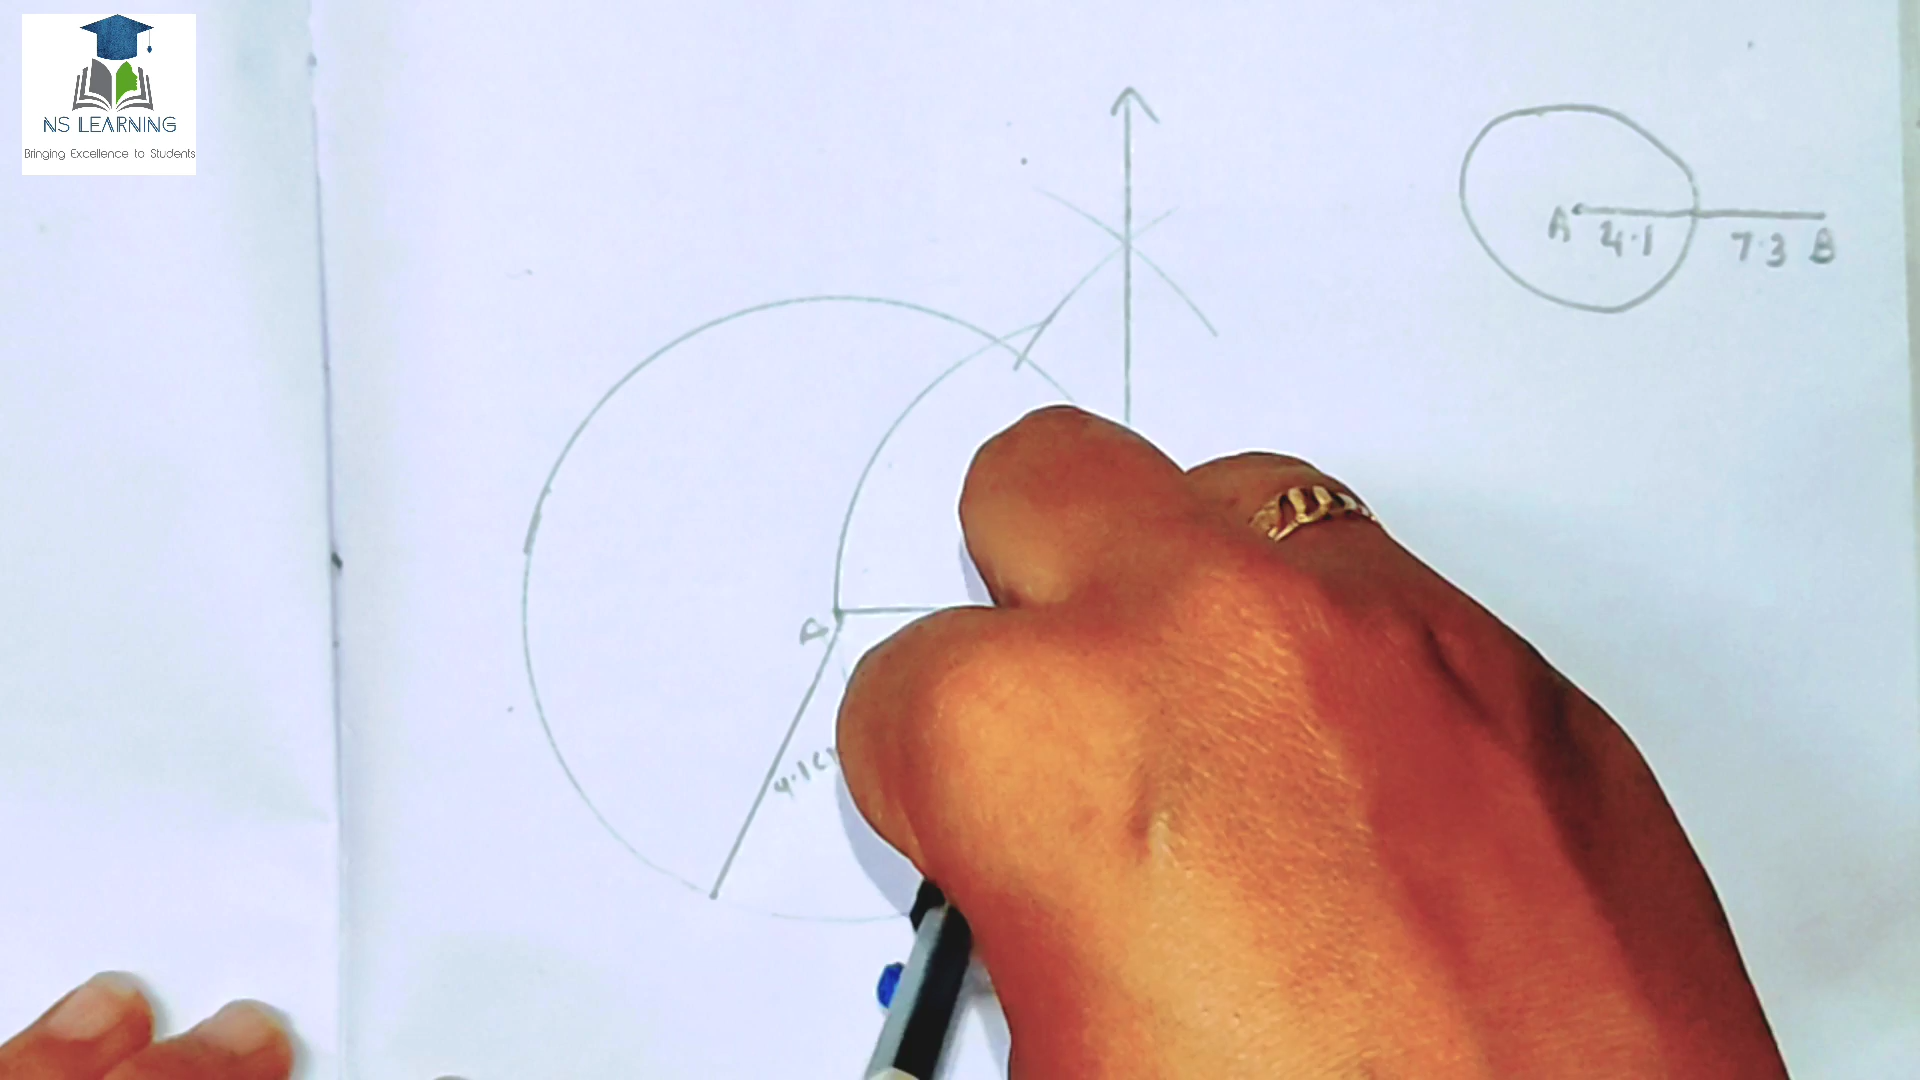 NS LEARNING
Bringing Excellence to Students
A 4.1 7.3 B
A
4.1c